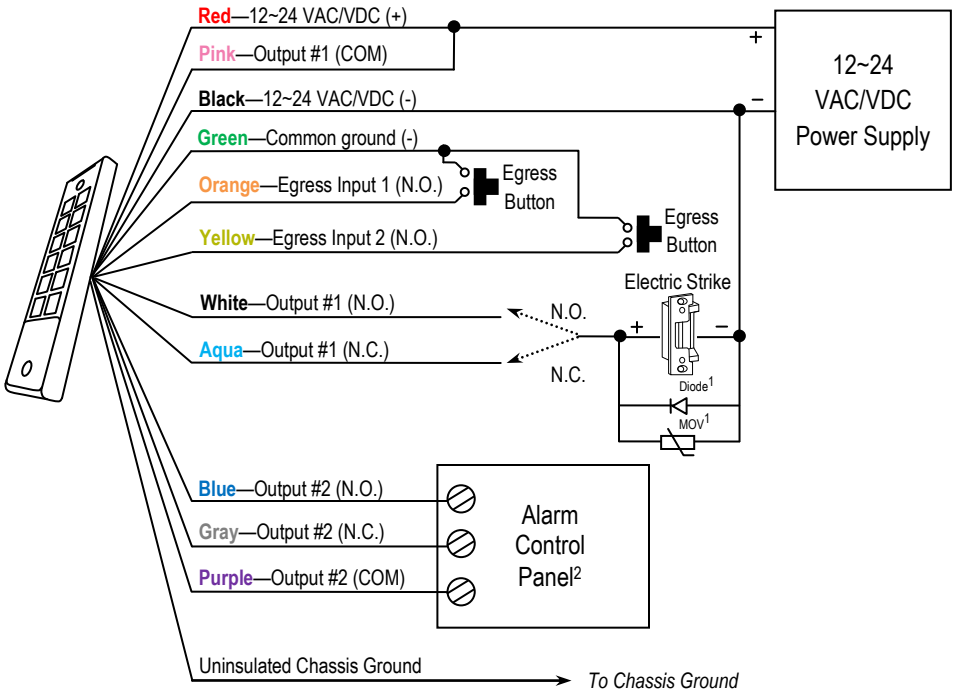 Red—12~24 VAC/VDC (+)
Pink—Output #1 (COM)
Black—12~24 VAC/VDC (-)
Green—Common ground (-)
Orange—Egress Input 1 (N.O.)
Yellow—Egress Input 2 (N.O.)
White—Output #1 (N.O.)
Aqua—Output #1 (N.C.)
Blue—Output #2 (N.O.)
Gray—Output #2 (N.C.)
Purple—Output #2 (COM)
Uninsulated Chassis Ground
To Chassis Ground
+
–
12~24
VAC/VDC
Power Supply
Egress
Button
Egress
Button
Electric Strike
N.O.
N.C.
+
–
Diode¹
MOV¹
Alarm
Control
Panel²